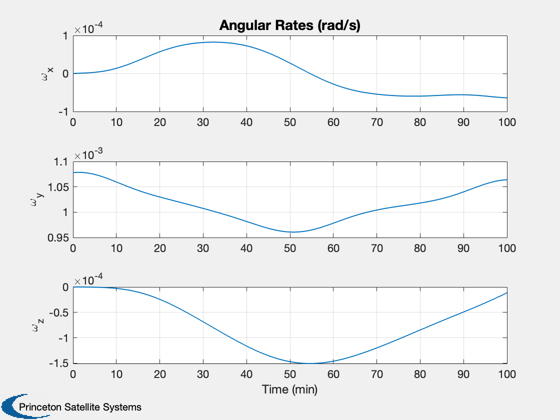 Angular Rates (rad/s)
×10⁻⁴
1
0
-1
ωx
0 10 20 30 40 50 60 70 80 90 100
×10⁻³
1.1
1.05
1
0.95
ωy
0 10 20 30 40 50 60 70 80 90 100
×10⁻⁴
0
-0.5
-1
-1.5
ωz
0 10 20 30 40 50 60 70 80 90 100
Time (min)
Princeton Satellite Systems